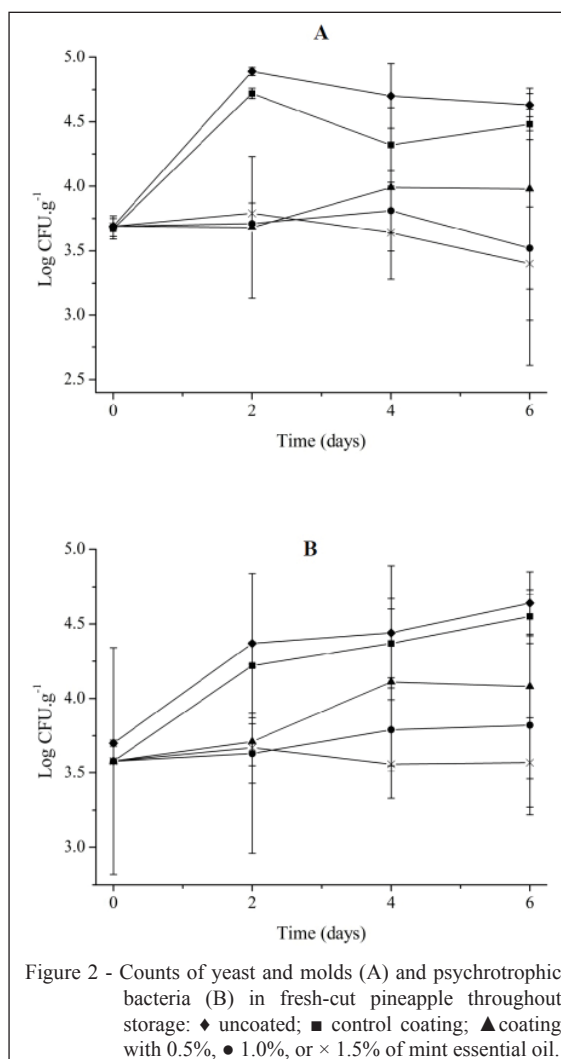 A
5.0
4.5
4.0
3.5
3.0
2.5
Log CFU.g⁻¹
0 2 4 6
Time (days)
B
5.0
4.5
4.0
3.5
3.0
Log CFU.g⁻¹
0 2 4 6
Time (days)
Figure 2 - Counts of yeast and molds (A) and psychrotrophic
bacteria (B) in fresh-cut pineapple throughout
storage: ♦ uncoated; ■ control coating; ▲coating
with 0.5%, ● 1.0%, or × 1.5% of mint essential oil.